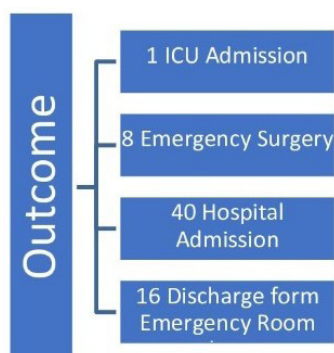 Outcome
1 ICU Admission
8 Emergency Surgery
40 Hospital
Admission
16 Discharge form
Emergency Room